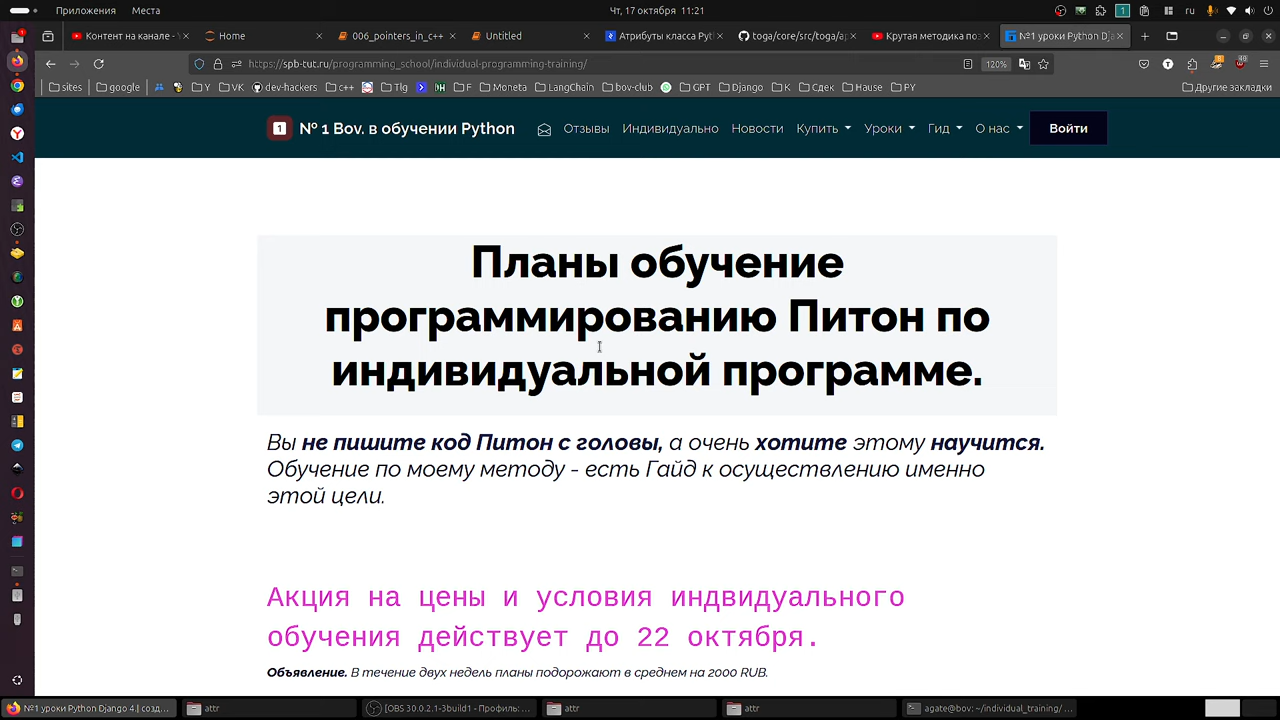 Приложения Места
Чт, 17 октября 11:21
1
ru
Контент на канале -
Home
006_pointers_in_c++
Untitled
Атрибуты класса Pyt
toga/core/src/toga/ap
Крутая методика поз
№1 уроки Python Dja
https://spb-tut.ru/programming_school/individual-programming-training/
120%
sites
google
Y
VK
dev-hackers
c++
Tlg
H
F
Moneta
LangChain
bov-club
GPT
Django
K
Сдек
Hause
PY
Другие закладки
1 № 1 Bov. в обучении Python
Отзывы
Индивидуально
Новости
Купить
Уроки
Гид
О нас
Войти
Планы обучение
программированию Питон по
индивидуальной программе.
Вы не пишите код Питон с головы, а очень хотите этому научится.
Обучение по моему методу - есть Гайд к осуществлению именно
этой цели.
Акция на цены и условия индвидуального
обучения действует до 22 октября.
Объявление. В течение двух недель планы подорожают в среднем на 2000 RUB.
№1 уроки Python Django 4.| созд...
attr
[OBS 30.0.2.1-3build1 - Профиль: ...
attr
attr
agate@bov: ~/individual_training/ ...